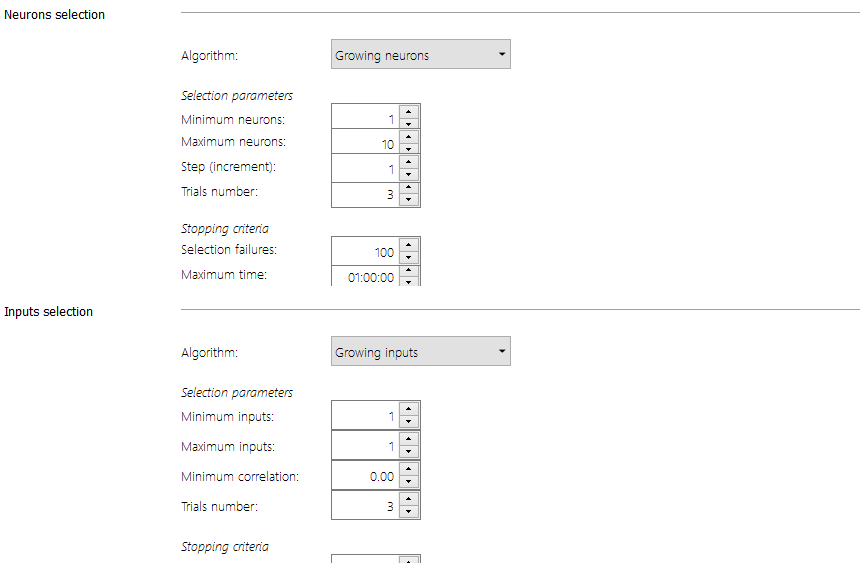 Neurons selection
Algorithm: Growing neurons
Selection parameters
Minimum neurons: 1
Maximum neurons: 10
Step (increment): 1
Trials number: 3
Stopping criteria
Selection failures: 100
Maximum time: 01:00:00
Inputs selection
Algorithm: Growing inputs
Selection parameters
Minimum inputs: 1
Maximum inputs: 1
Minimum correlation: 0.00
Trials number: 3
Stopping criteria